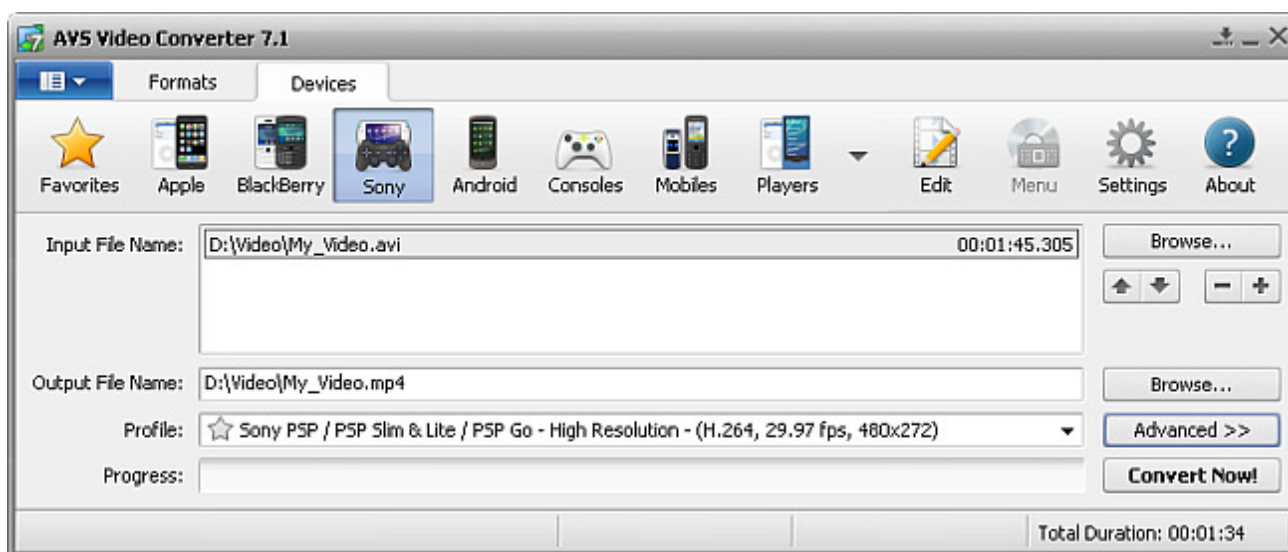 AVS Video Converter 7.1
Formats Devices
Favorites Apple BlackBerry Sony Android Consoles Mobiles Players Edit Menu Settings About
Input File Name: D:\Video\My_Video.avi 00:01:45.305 Browse...
Output File Name: D:\Video\My_Video.mp4 Browse...
Profile: Sony PSP / PSP Slim & Lite / PSP Go - High Resolution - (H.264, 29.97 fps, 480x272) Advanced >>
Progress: Convert Now!
Total Duration: 00:01:34